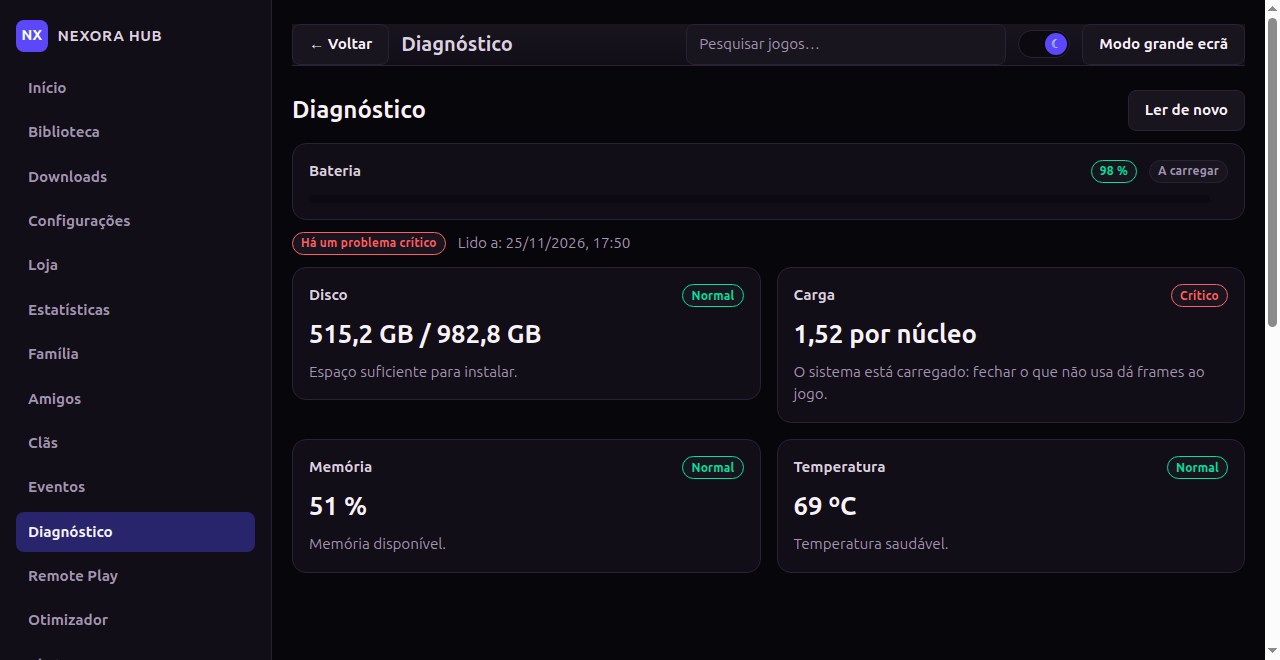 NX NEXORA HUB
Início
Biblioteca
Downloads
Configurações
Loja
Estatísticas
Família
Amigos
Clãs
Eventos
Diagnóstico
Remote Play
Otimizador
← Voltar
Diagnóstico
Pesquisar jogos…
Modo grande ecrã
Diagnóstico
Ler de novo
Bateria
98 %
A carregar
Há um problema crítico
Lido a: 25/11/2026, 17:50
Disco
Normal
515,2 GB / 982,8 GB
Espaço suficiente para instalar.
Carga
Crítico
1,52 por núcleo
O sistema está carregado: fechar o que não usa dá frames ao
jogo.
Memória
Normal
51 %
Memória disponível.
Temperatura
Normal
69 ºC
Temperatura saudável.